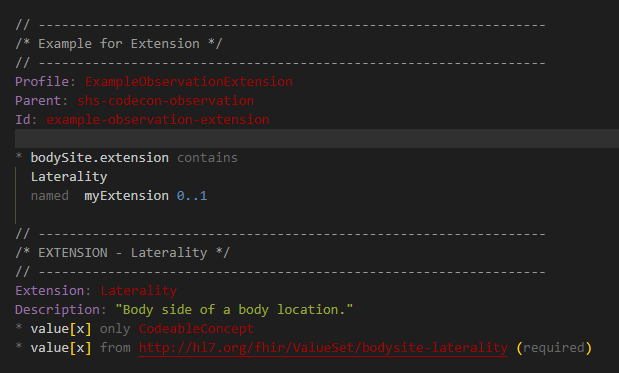 // ------------------------------------------------------------------
/* Example for Extension */
// ------------------------------------------------------------------
Profile: ExampleObservationExtension
Parent: shs-codecon-observation
Id: example-observation-extension
* bodySite.extension contains
Laterality
named  myExtension 0..1
// ------------------------------------------------------------------
/* EXTENSION - Laterality */
// ------------------------------------------------------------------
Extension: Laterality
Description: "Body side of a body location."
* value[x] only CodeableConcept
* value[x] from http://hl7.org/fhir/ValueSet/bodysite-laterality (required)